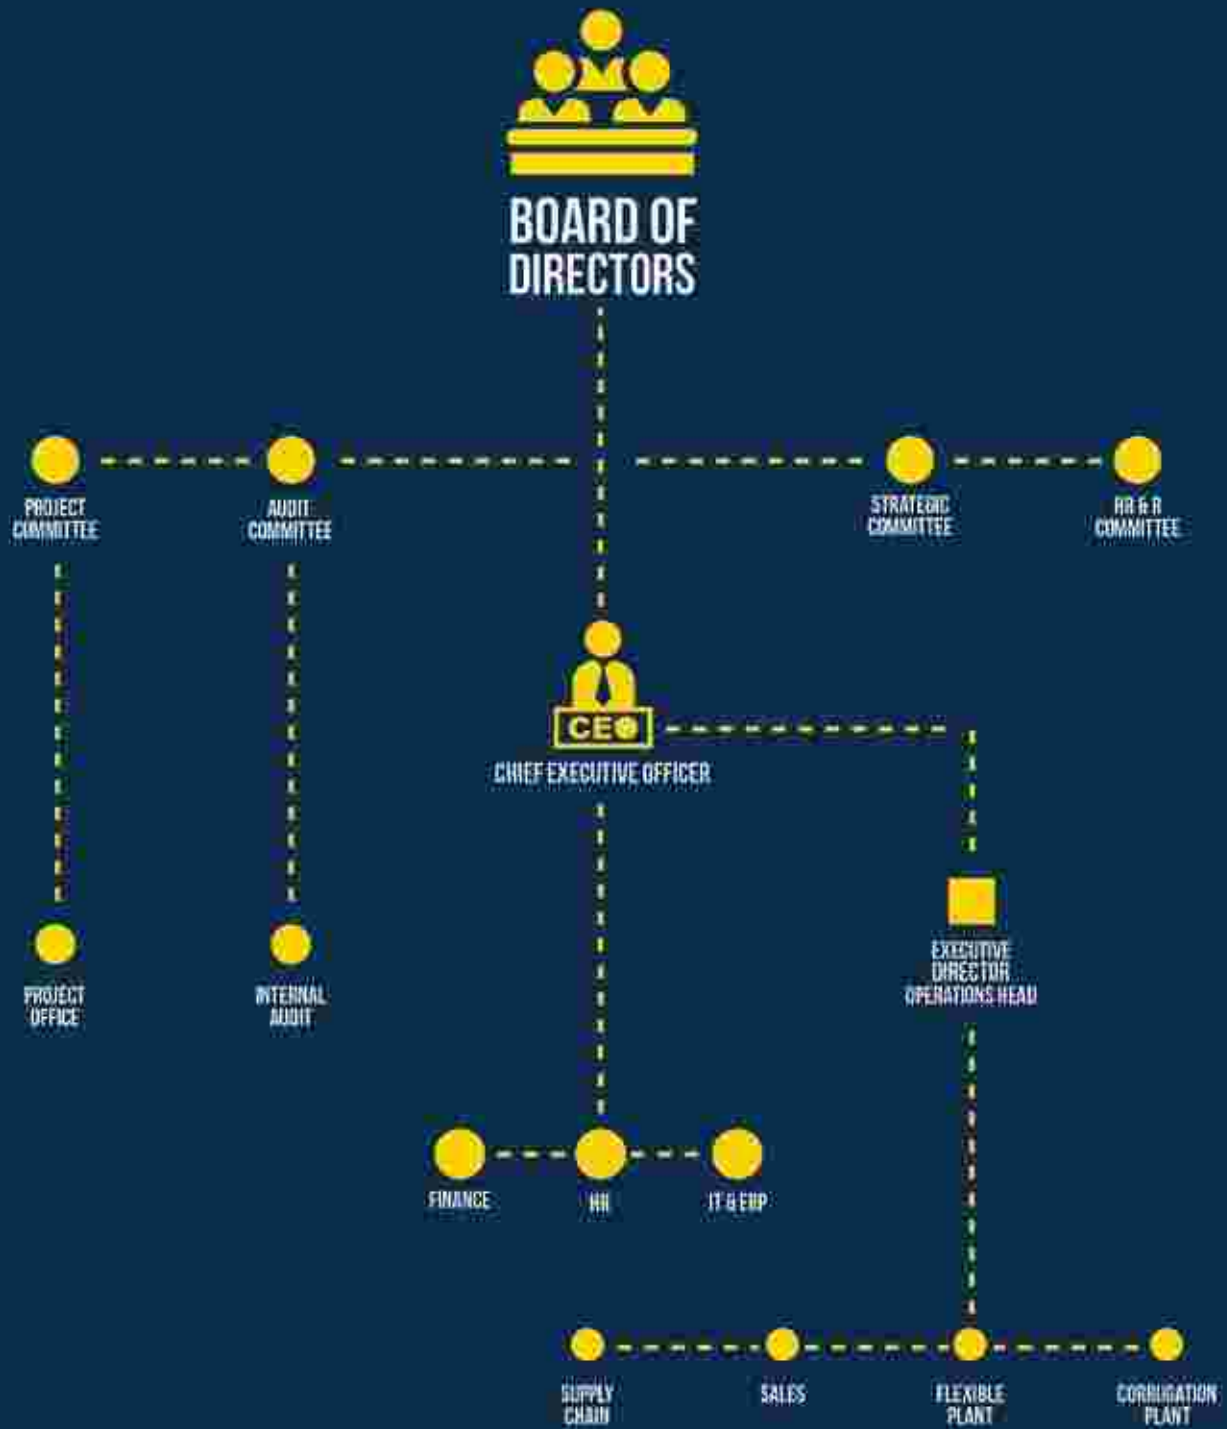 BOARD OF
DIRECTORS
PROJECT
COMMITTEE
AUDIT
COMMITTEE
STRATEGIC
COMMITTEE
HR & R
COMMITTEE
CEO
CHIEF EXECUTIVE OFFICER
EXECUTIVE
DIRECTOR
OPERATIONS HEAD
PROJECT
OFFICE
INTERNAL
AUDIT
FINANCE
HR
IT & ERP
SUPPLY
CHAIN
SALES
FLEXIBLE
PLANT
CORRUGATION
PLANT